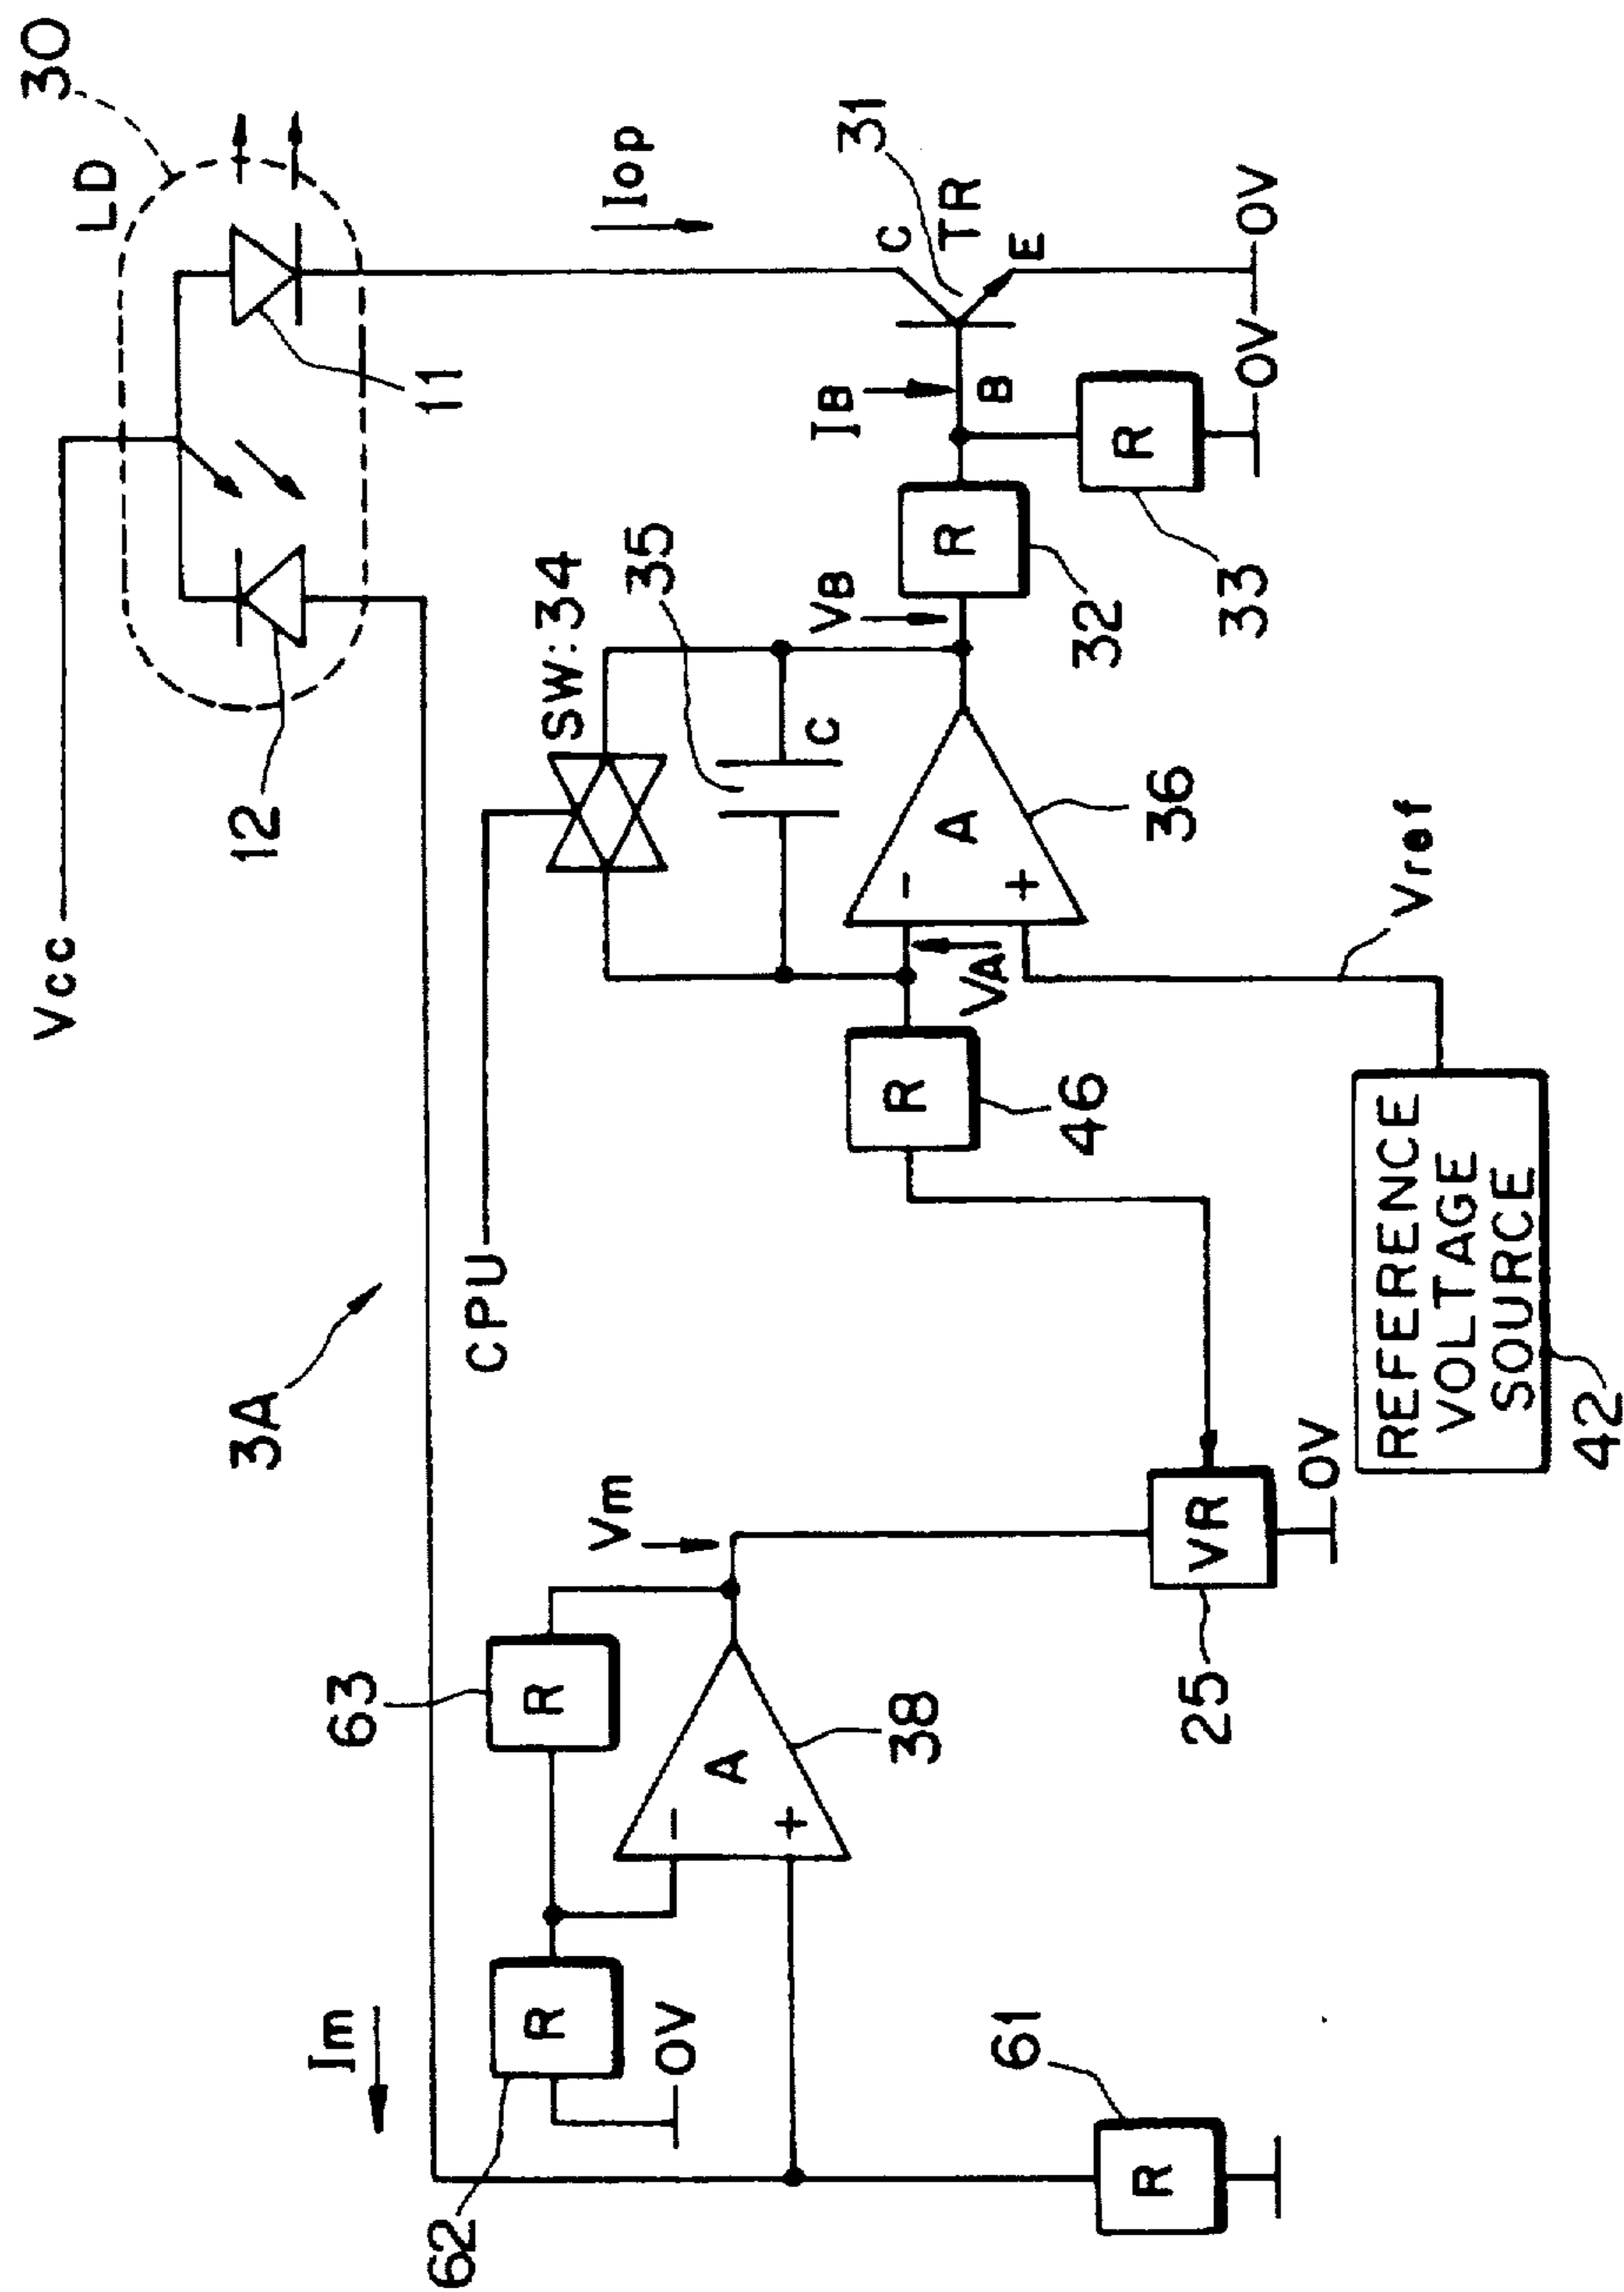 30
LD
Vcc
11
12
Iop
31
C
TR
E
IB
B
0V
0V
R
33
R
32
VB
SW:34
35
C
CPU
A
-
+
36
VA
Vref
R
46
REFERENCE
VOLTAGE
SOURCE
42
3A
Vm
63
R
A
-
+
38
VR
25
0V
Im
R
62
0V
61
R